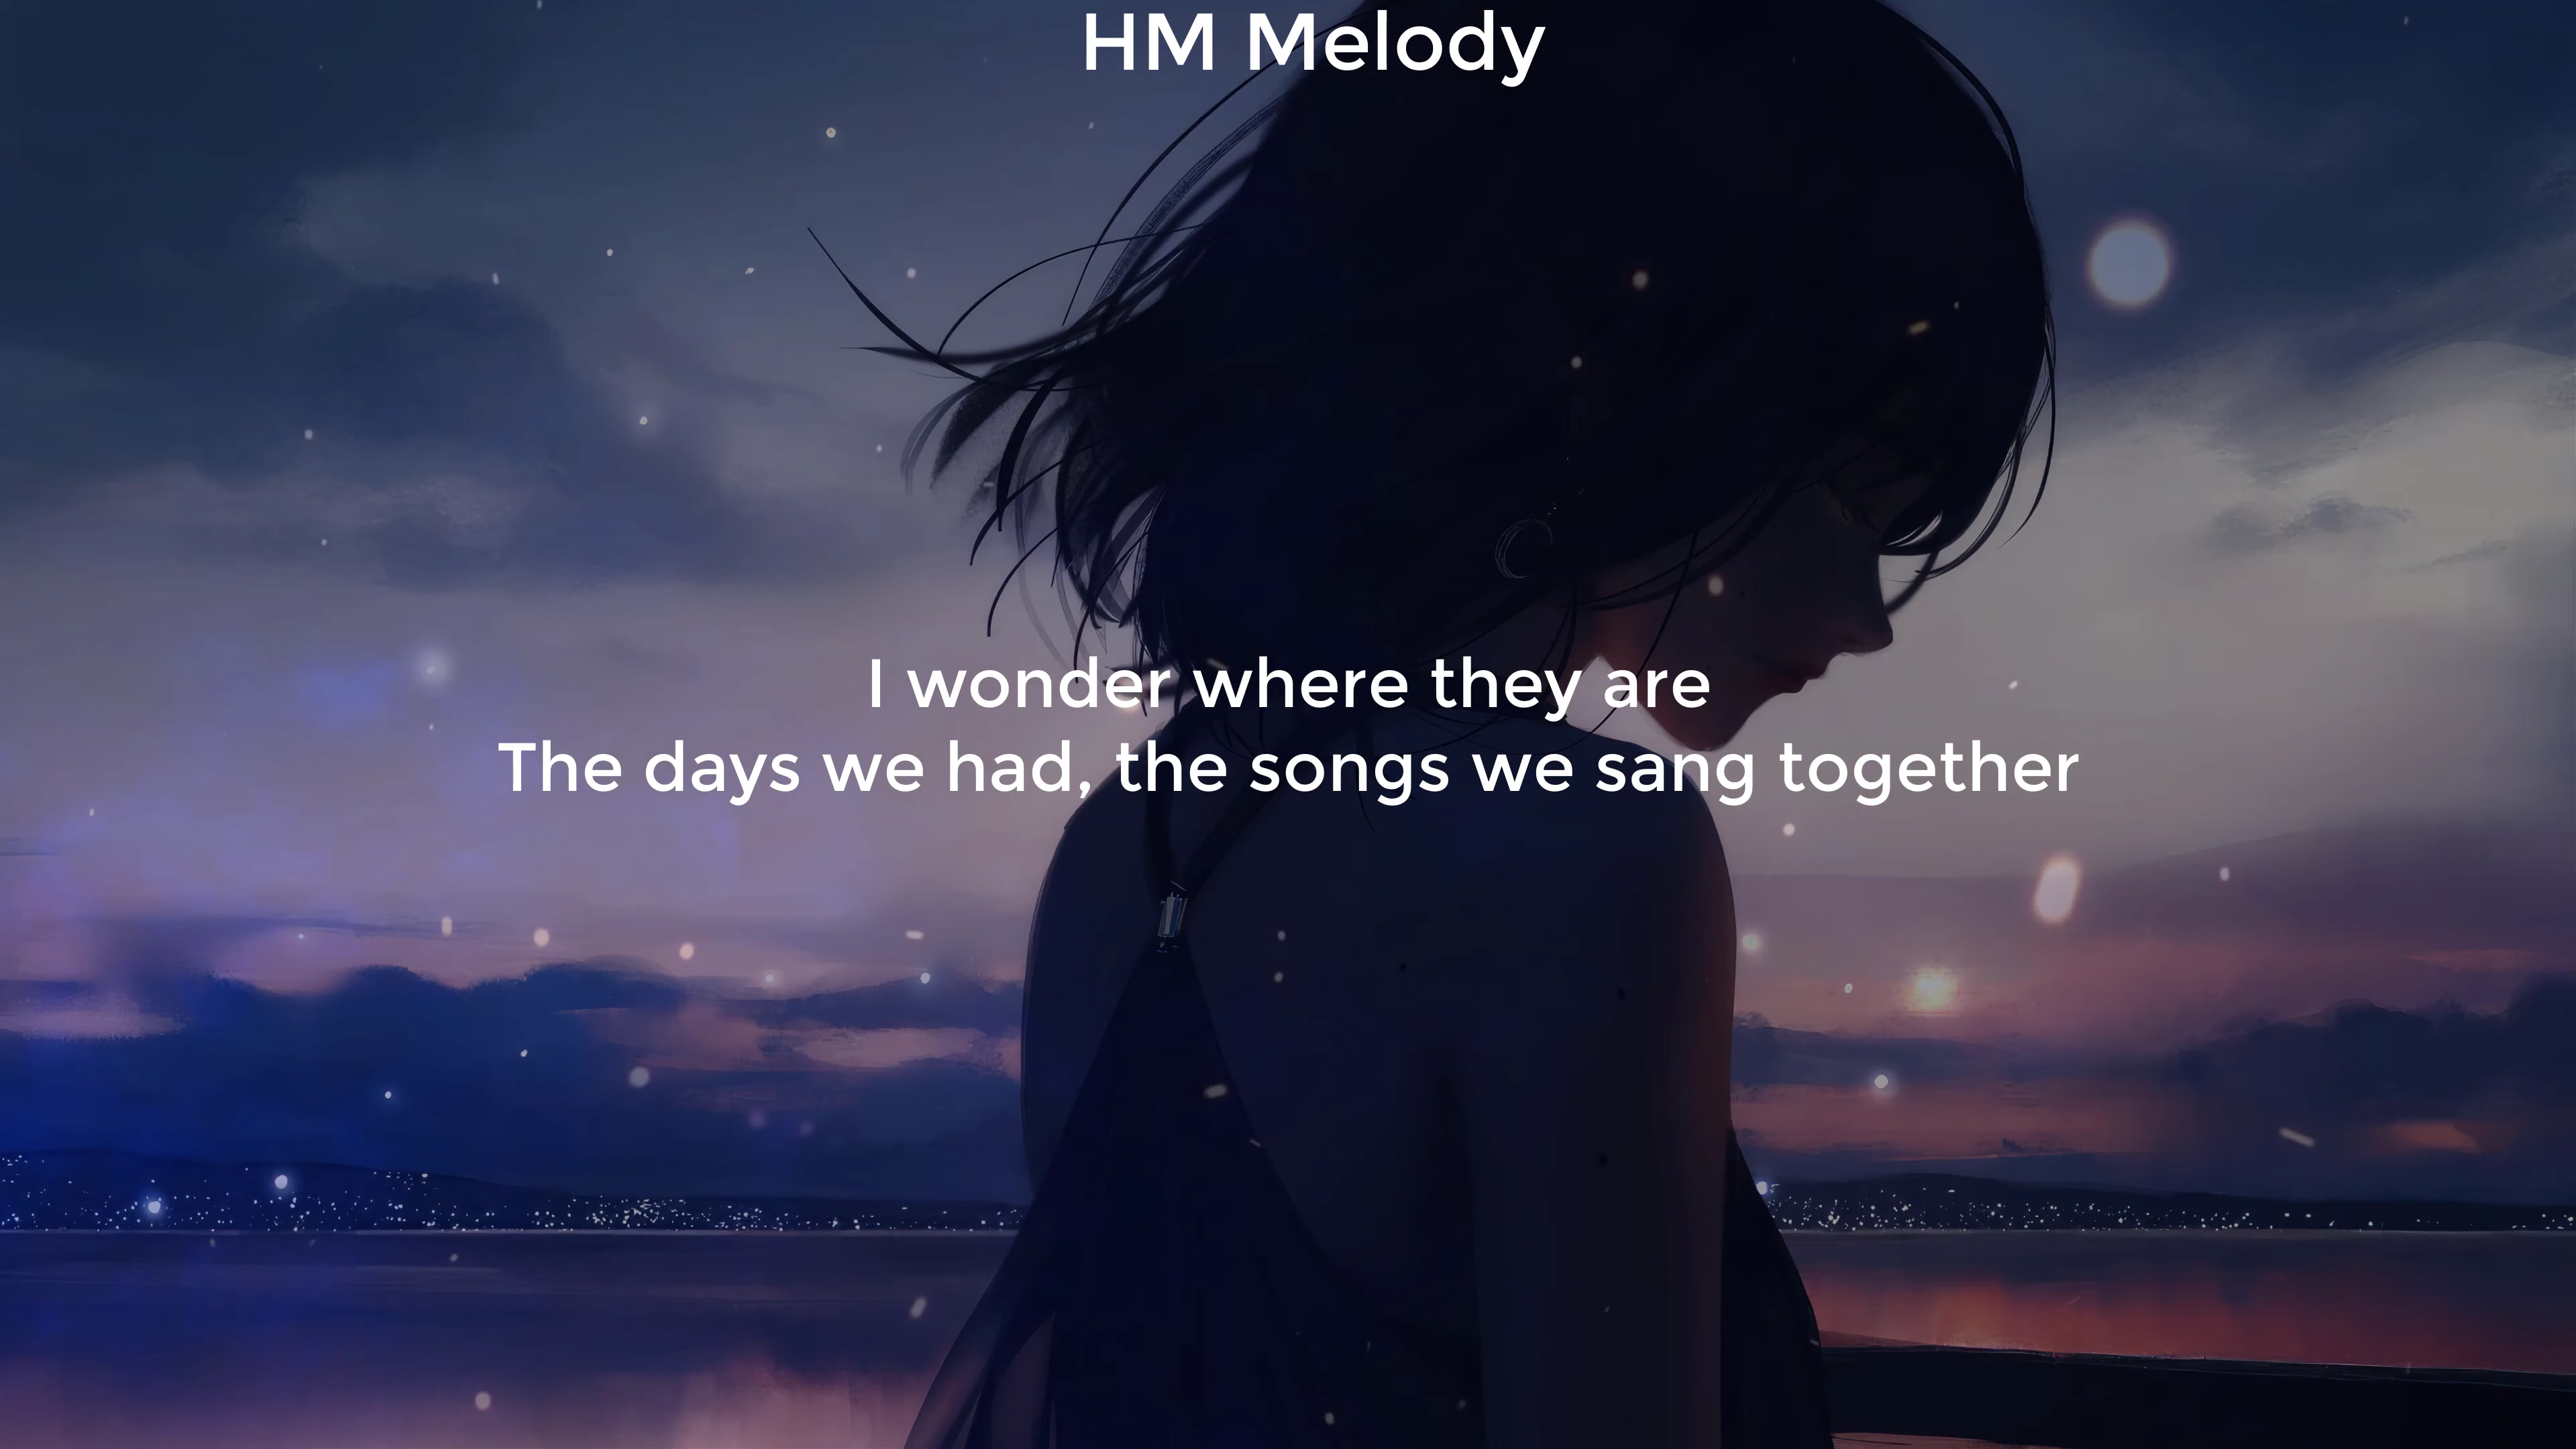 HM Melody
I wonder where they are
The days we had, the songs we sang together